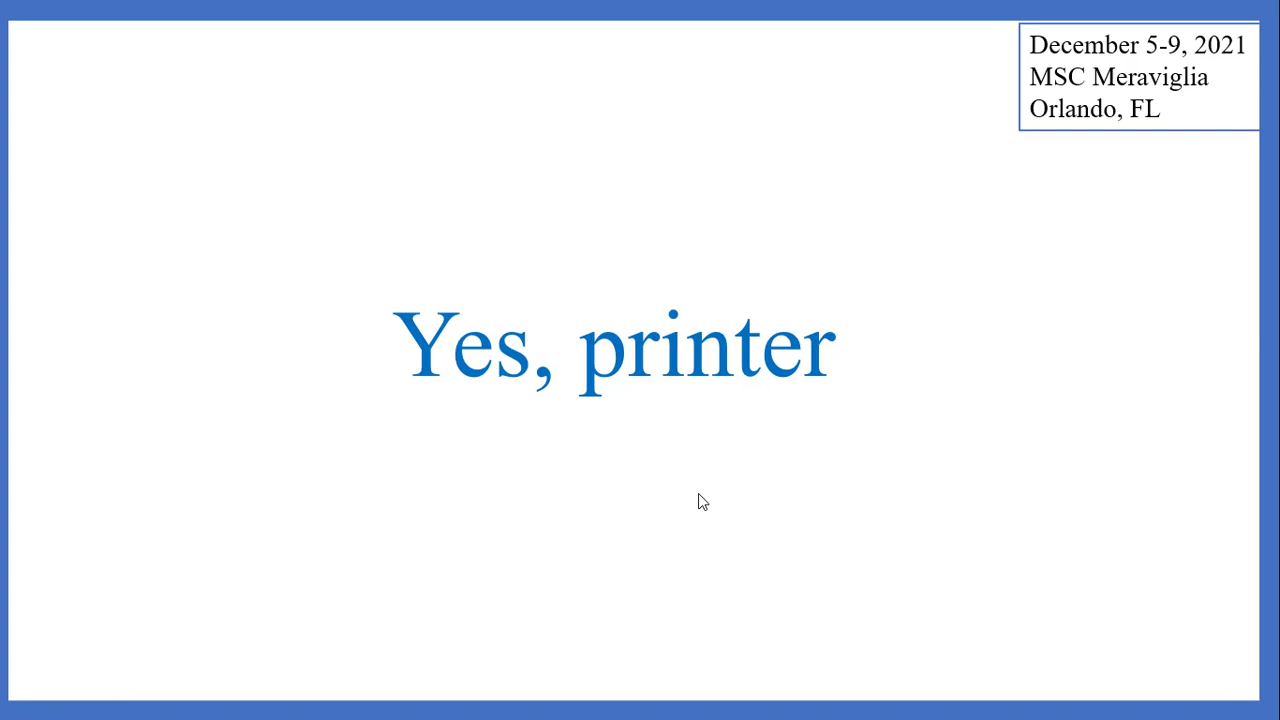 December 5-9, 2021
MSC Meraviglia
Orlando, FL
Yes, printer